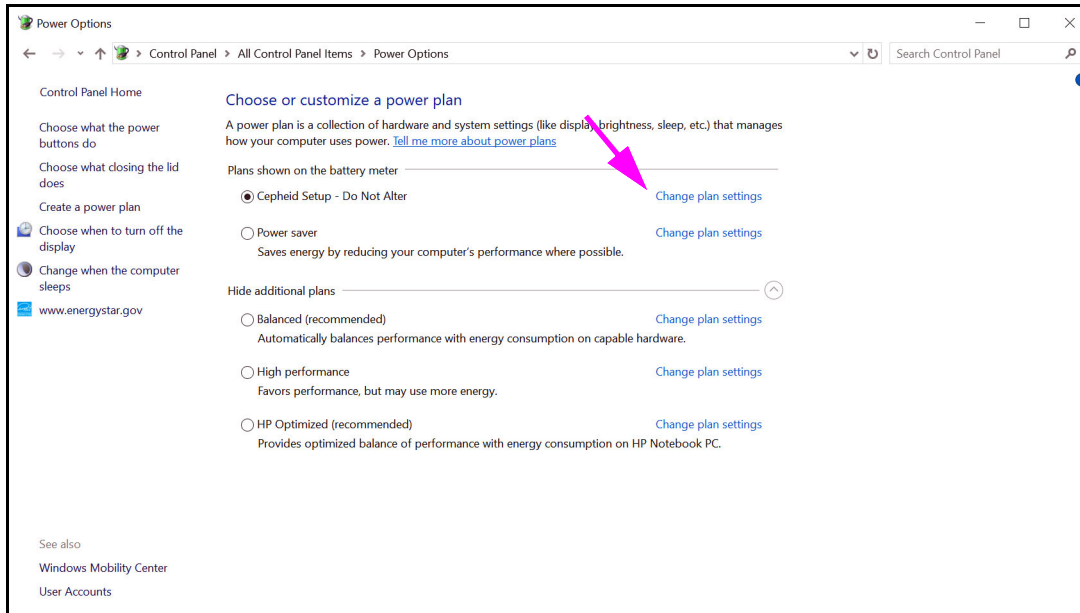 Power Options
Control Panel > All Control Panel Items > Power Options
Search Control Panel
Control Panel Home
Choose what the power
buttons do
Choose what closing the lid
does
Create a power plan
Choose when to turn off the
display
Change when the computer
sleeps
www.energystar.gov
Choose or customize a power plan
A power plan is a collection of hardware and system settings (like display brightness, sleep, etc.) that manages
how your computer uses power. Tell me more about power plans
Plans shown on the battery meter
Cepheid Setup - Do Not Alter Change plan settings
Power saver Change plan settings
Saves energy by reducing your computer's performance where possible.
Hide additional plans
Balanced (recommended) Change plan settings
Automatically balances performance with energy consumption on capable hardware.
High performance Change plan settings
Favors performance, but may use more energy.
HP Optimized (recommended) Change plan settings
Provides optimized balance of performance with energy consumption on HP Notebook PC.
See also
Windows Mobility Center
User Accounts